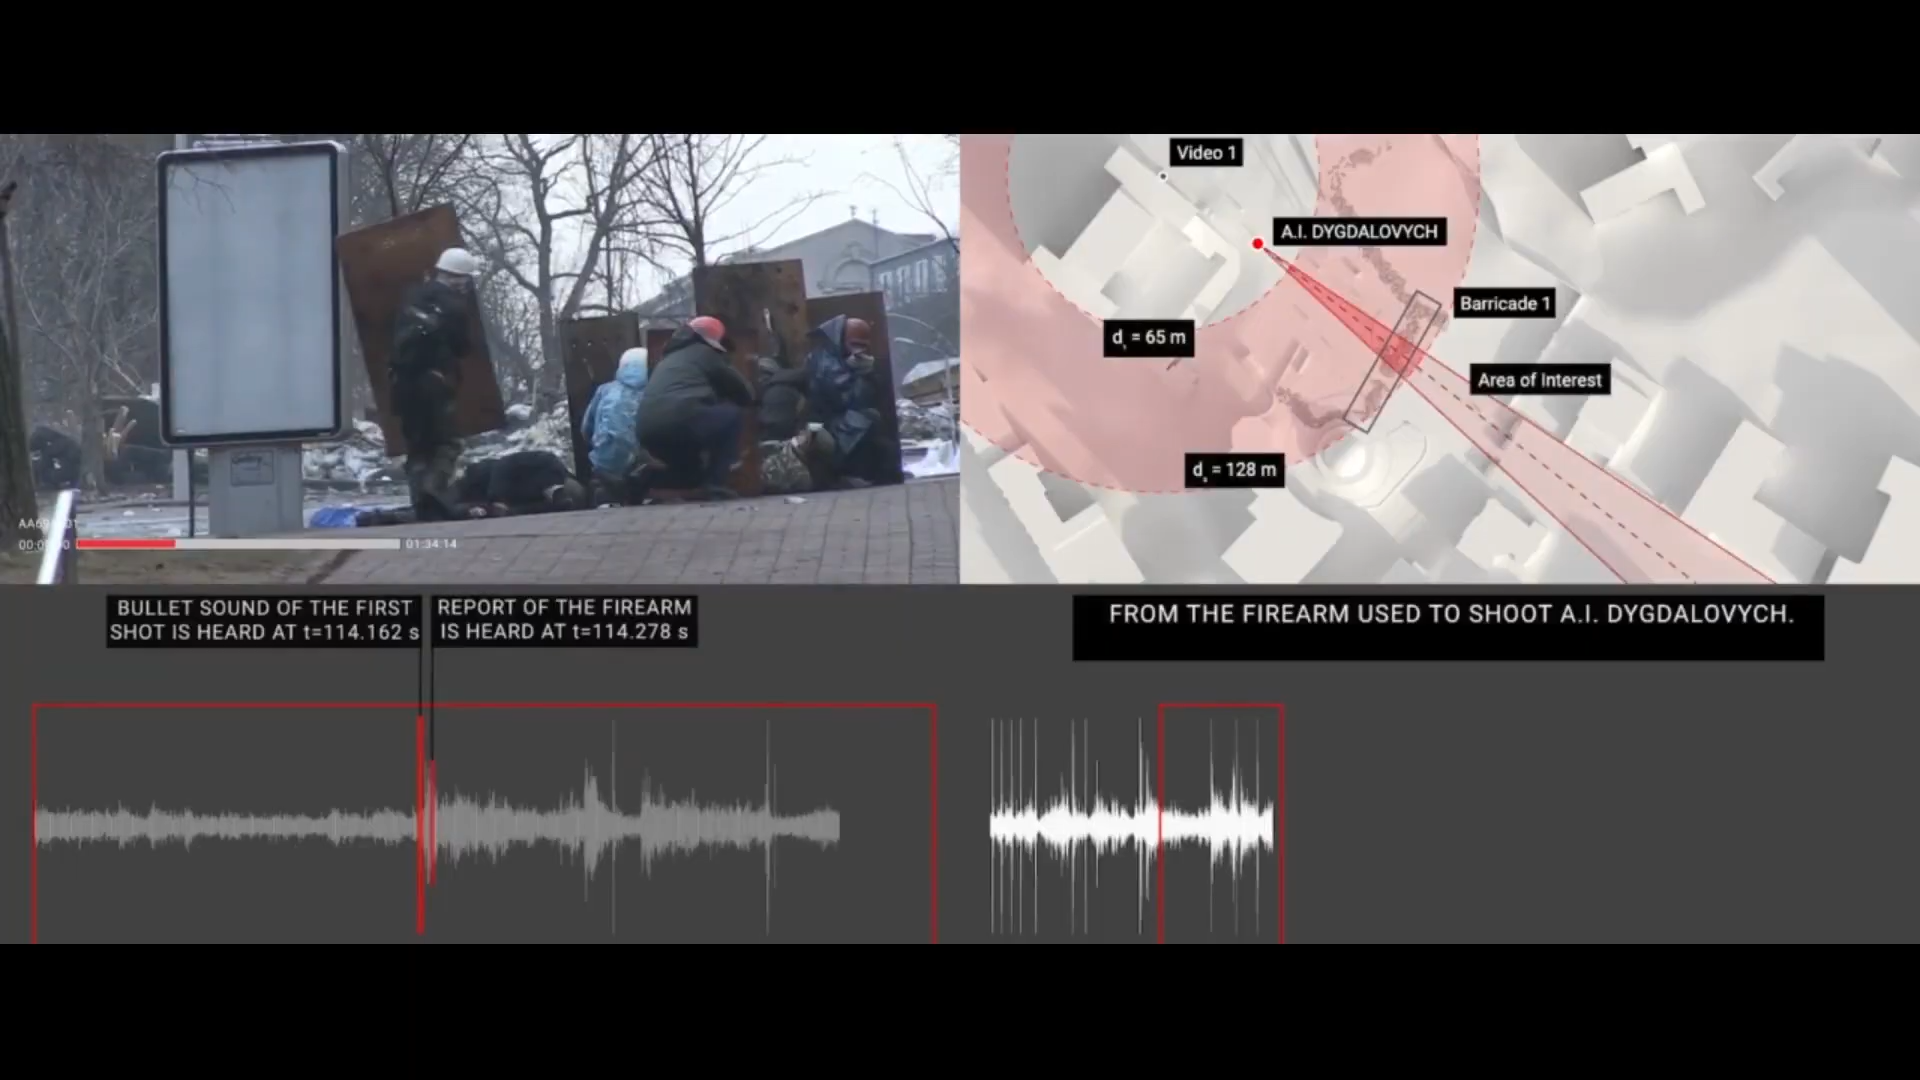 Video 1
A.I. DYGDALOVYCH
Barricade 1
d = 65 m
Area of Interest
d = 128 m
01:34:14
BULLET SOUND OF THE FIRST
SHOT IS HEARD AT t=114.162 s
REPORT OF THE FIREARM
IS HEARD AT t=114.278 s
FROM THE FIREARM USED TO SHOOT A.I. DYGDALOVYCH.